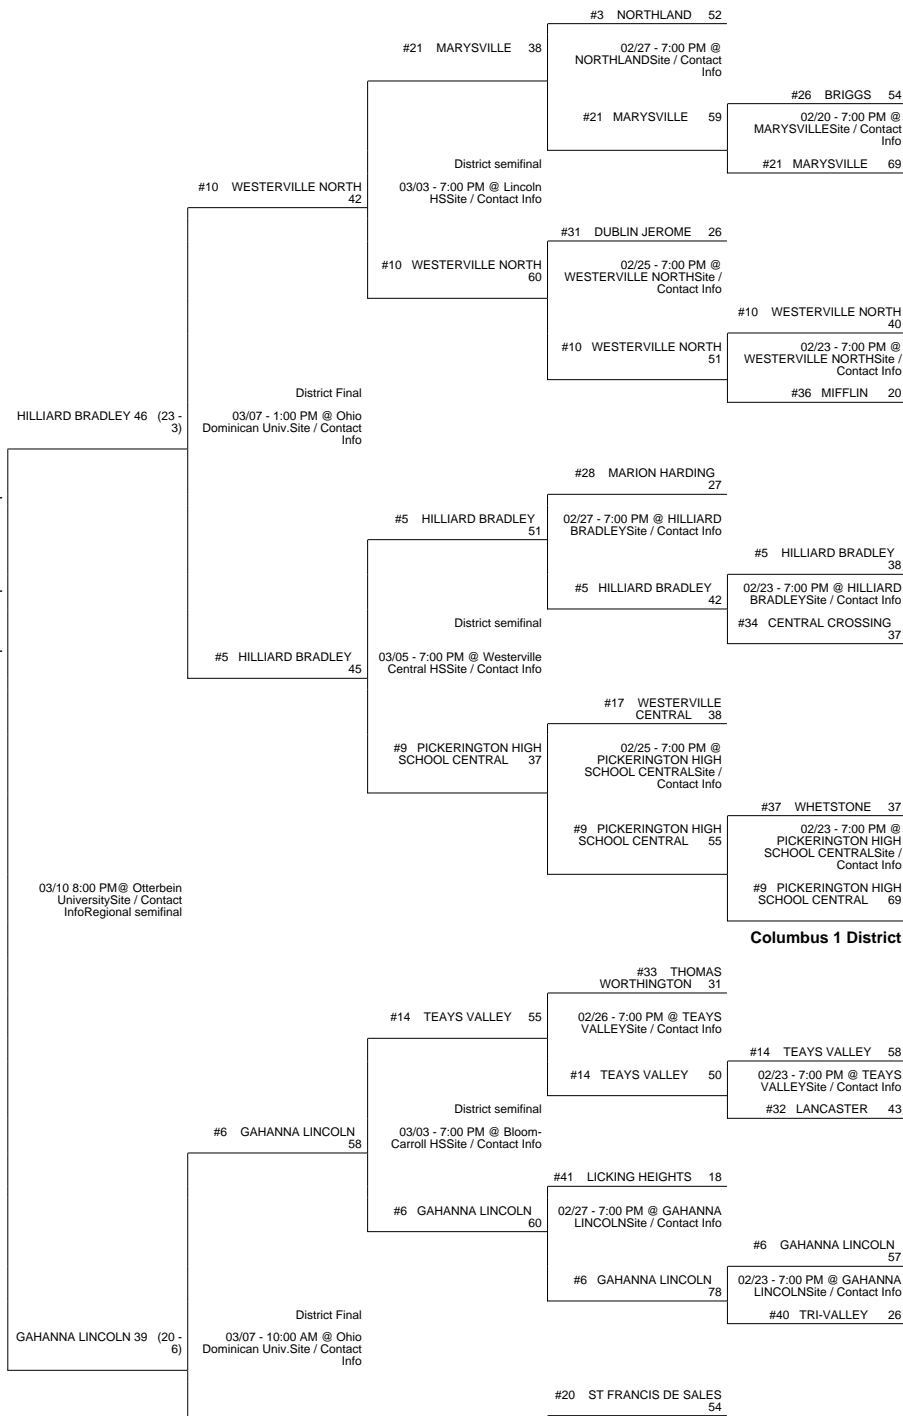 #3 NORTHLAND 52
#21 MARYSVILLE 38
02/27 - 7:00 PM @
NORTHLANDSite / Contact
Info
#26 BRIGGS 54
#21 MARYSVILLE 59
02/20 - 7:00 PM @
MARYSVILLESite / Contact
Info
District semifinal
#21 MARYSVILLE 69
#10 WESTERVILLE NORTH
42
03/03 - 7:00 PM @ Lincoln
HSSite / Contact Info
#31 DUBLIN JEROME 26
#10 WESTERVILLE NORTH
60
02/25 - 7:00 PM @
WESTERVILLE NORTHSite /
Contact Info
#10 WESTERVILLE NORTH
40
#10 WESTERVILLE NORTH
51
02/23 - 7:00 PM @
WESTERVILLE NORTHSite /
Contact Info
District Final
#36 MIFFLIN 20
HILLIARD BRADLEY 46 (23 -
3)
03/07 - 1:00 PM @ Ohio
Dominican Univ.Site / Contact
Info
#28 MARION HARDING
27
#5 HILLIARD BRADLEY
51
02/27 - 7:00 PM @ HILLIARD
BRADLEYSite / Contact Info
#5 HILLIARD BRADLEY
38
#5 HILLIARD BRADLEY
42
02/23 - 7:00 PM @ HILLIARD
BRADLEYSite / Contact Info
District semifinal
#34 CENTRAL CROSSING
37
#5 HILLIARD BRADLEY
45
03/05 - 7:00 PM @ Westerville
Central HSSite / Contact Info
#17 WESTERVILLE
CENTRAL 38
#9 PICKERINGTON HIGH
SCHOOL CENTRAL 37
02/25 - 7:00 PM @
PICKERINGTON HIGH
SCHOOL CENTRALSite /
Contact Info
#37 WHETSTONE 37
#9 PICKERINGTON HIGH
SCHOOL CENTRAL 55
02/23 - 7:00 PM @
PICKERINGTON HIGH
SCHOOL CENTRALSite /
Contact Info
03/10 8:00 PM@ Otterbein
UniversitySite / Contact
InfoRegional semifinal
#9 PICKERINGTON HIGH
SCHOOL CENTRAL 69
Columbus 1 District
#33 THOMAS
WORTHINGTON 31
#14 TEAYS VALLEY 55
02/26 - 7:00 PM @ TEAYS
VALLEYSite / Contact Info
#14 TEAYS VALLEY 58
#14 TEAYS VALLEY 50
02/23 - 7:00 PM @ TEAYS
VALLEYSite / Contact Info
District semifinal
#32 LANCASTER 43
#6 GAHANNA LINCOLN
58
03/03 - 7:00 PM @ Bloom-
Carroll HSSite / Contact Info
#41 LICKING HEIGHTS 18
#6 GAHANNA LINCOLN
60
02/27 - 7:00 PM @ GAHANNA
LINCOLNSite / Contact Info
#6 GAHANNA LINCOLN
57
#6 GAHANNA LINCOLN
78
02/23 - 7:00 PM @ GAHANNA
LINCOLNSite / Contact Info
District Final
#40 TRI-VALLEY 26
GAHANNA LINCOLN 39 (20 -
6)
03/07 - 10:00 AM @ Ohio
Dominican Univ.Site / Contact
Info
#20 ST FRANCIS DE SALES
54